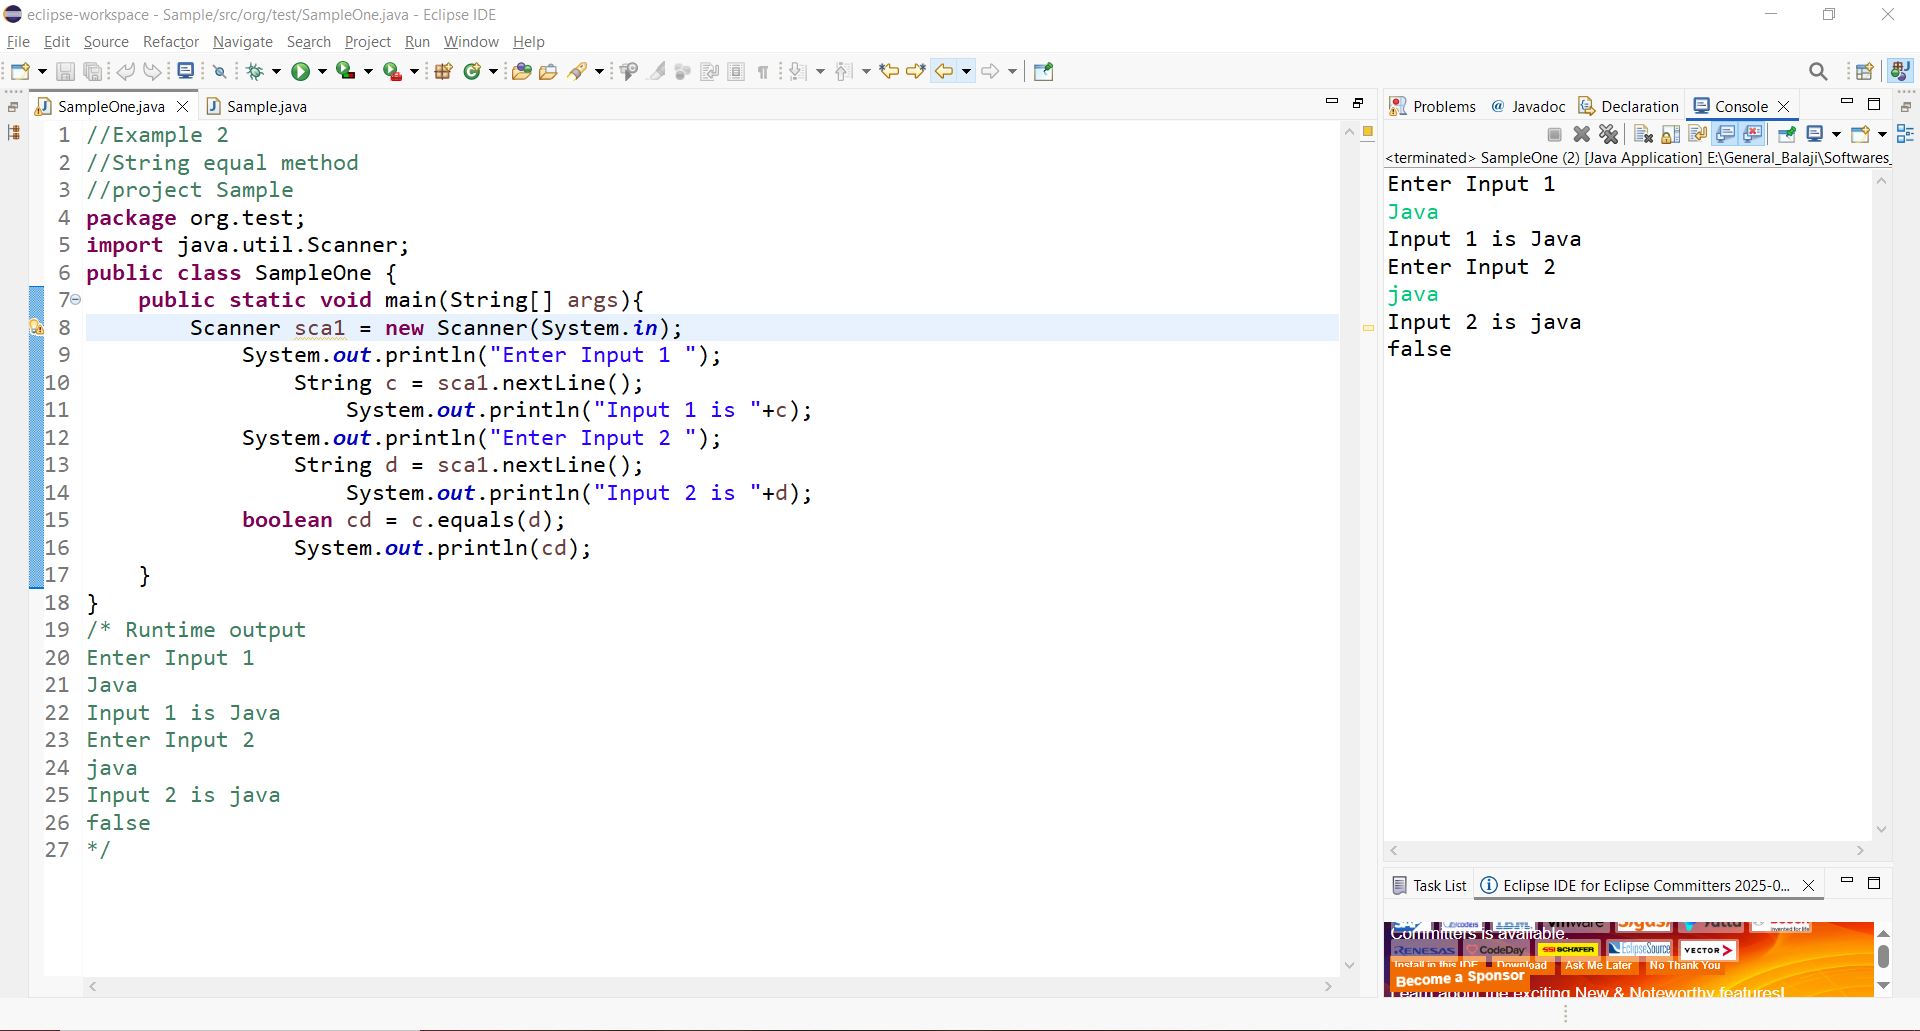 eclipse-workspace - Sample/src/org/test/SampleOne.java - Eclipse IDE
File Edit Source Refactor Navigate Search Project Run Window Help
SampleOne.java Sample.java
1 //Example 2
2 //String equal method
3 //project Sample
4 package org.test;
5 import java.util.Scanner;
6 public class SampleOne {
7 public static void main(String[] args){
8 Scanner sca1 = new Scanner(System.in);
9 System.out.println("Enter Input 1 ");
10 String c = sca1.nextLine();
11 System.out.println("Input 1 is "+c);
12 System.out.println("Enter Input 2 ");
13 String d = sca1.nextLine();
14 System.out.println("Input 2 is "+d);
15 boolean cd = c.equals(d);
16 System.out.println(cd);
17 }
18 }
19 /* Runtime output
20 Enter Input 1
21 Java
22 Input 1 is Java
23 Enter Input 2
24 java
25 Input 2 is java
26 false
27 */
Problems @ Javadoc Declaration Console
<terminated> SampleOne (2) [Java Application] E:\General_Balaji\Softwares_
Enter Input 1
Java
Input 1 is Java
Enter Input 2
java
Input 2 is java
false
Task List Eclipse IDE for Eclipse Committers 2025-0...
Committers is available.
RENESAS CodeDay SCHAFER EclipseSource VECTOR
Install in this IDE Download Ask Me Later No Thank You
Become a Sponsor
Learn about the exciting New & Noteworthy features!